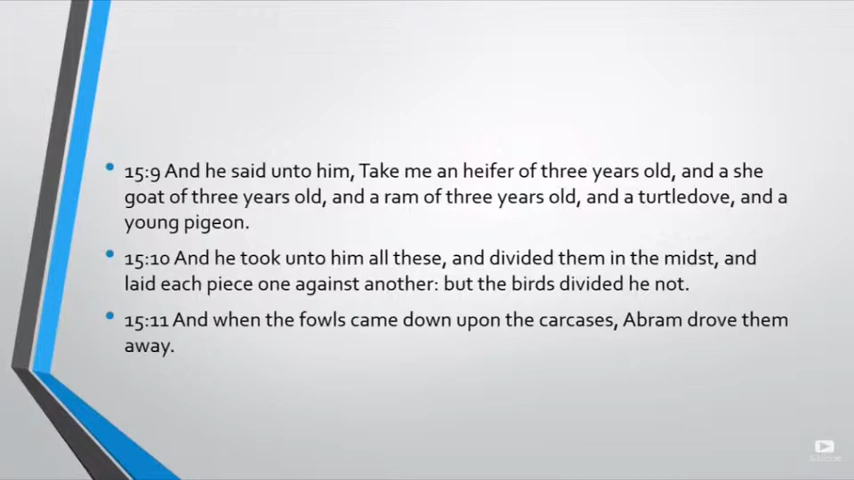 15:9 And he said unto him, Take me an heifer of three years old, and a she
goat of three years old, and a ram of three years old, and a turtledove, and a
young pigeon.
15:10 And he took unto him all these, and divided them in the midst, and
laid each piece one against another: but the birds divided he not.
15:11 And when the fowls came down upon the carcases, Abram drove them
away.